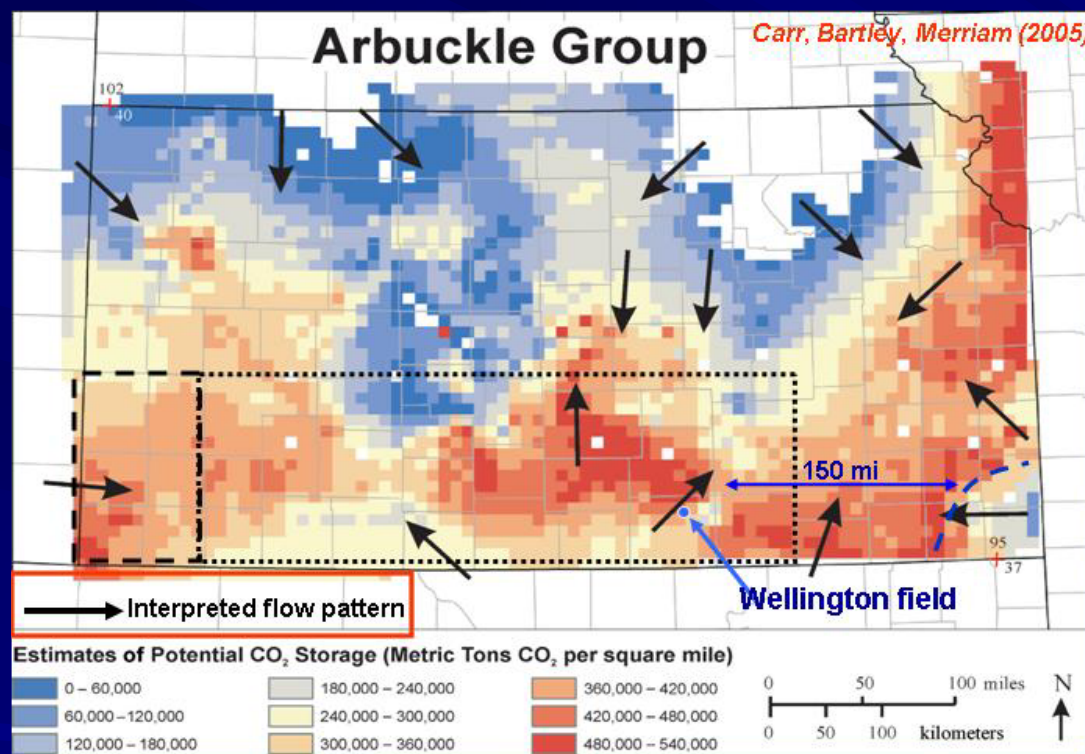 Arbuckle Group
Carr, Bartley, Merriam (2005)
102
40
150 mi
95
37
Wellington field
Interpreted flow pattern
Estimates of Potential CO₂ Storage (Metric Tons CO₂ per square mile)
0 – 60,000
60,000 – 120,000
120,000 – 180,000
180,000 – 240,000
240,000 – 300,000
300,000 – 360,000
360,000 – 420,000
420,000 – 480,000
480,000 – 540,000
0 50 100 miles
0 50 100 kilometers
N